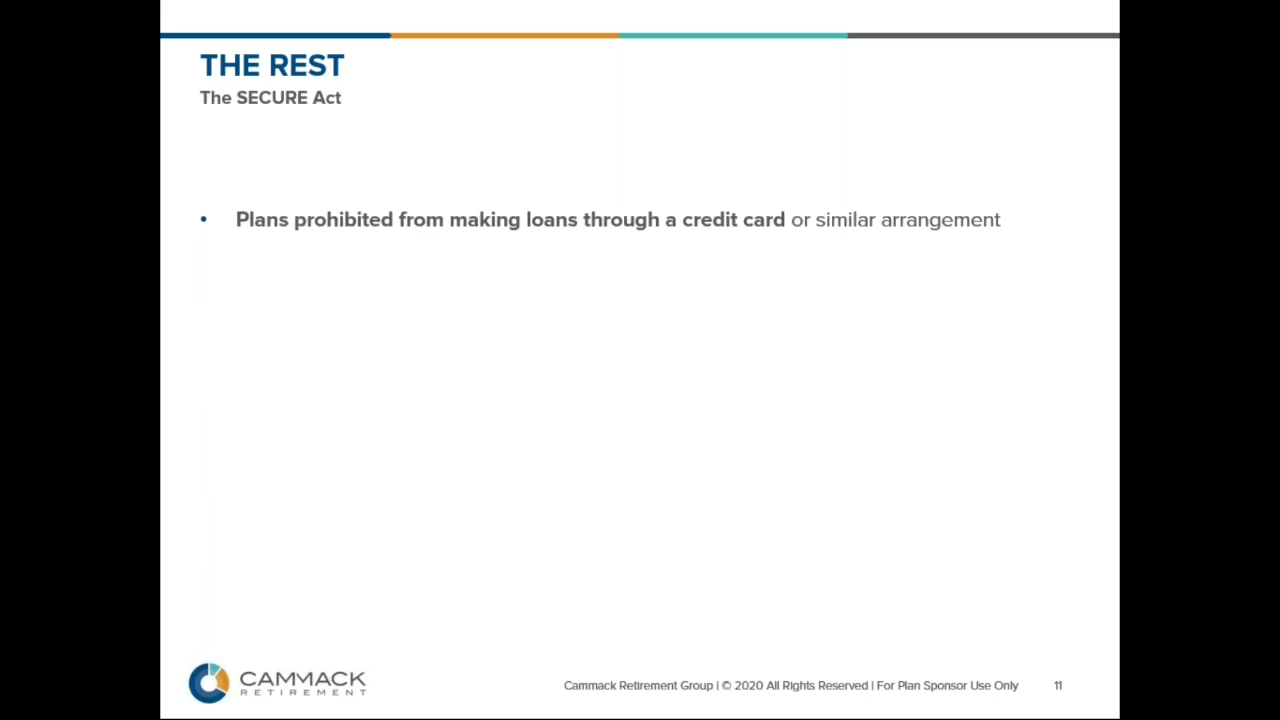 THE REST
The SECURE Act
• Plans prohibited from making loans through a credit card or similar arrangement
CAMMACK
RETIREMENT
Cammack Retirement Group | © 2020 All Rights Reserved | For Plan Sponsor Use Only 11